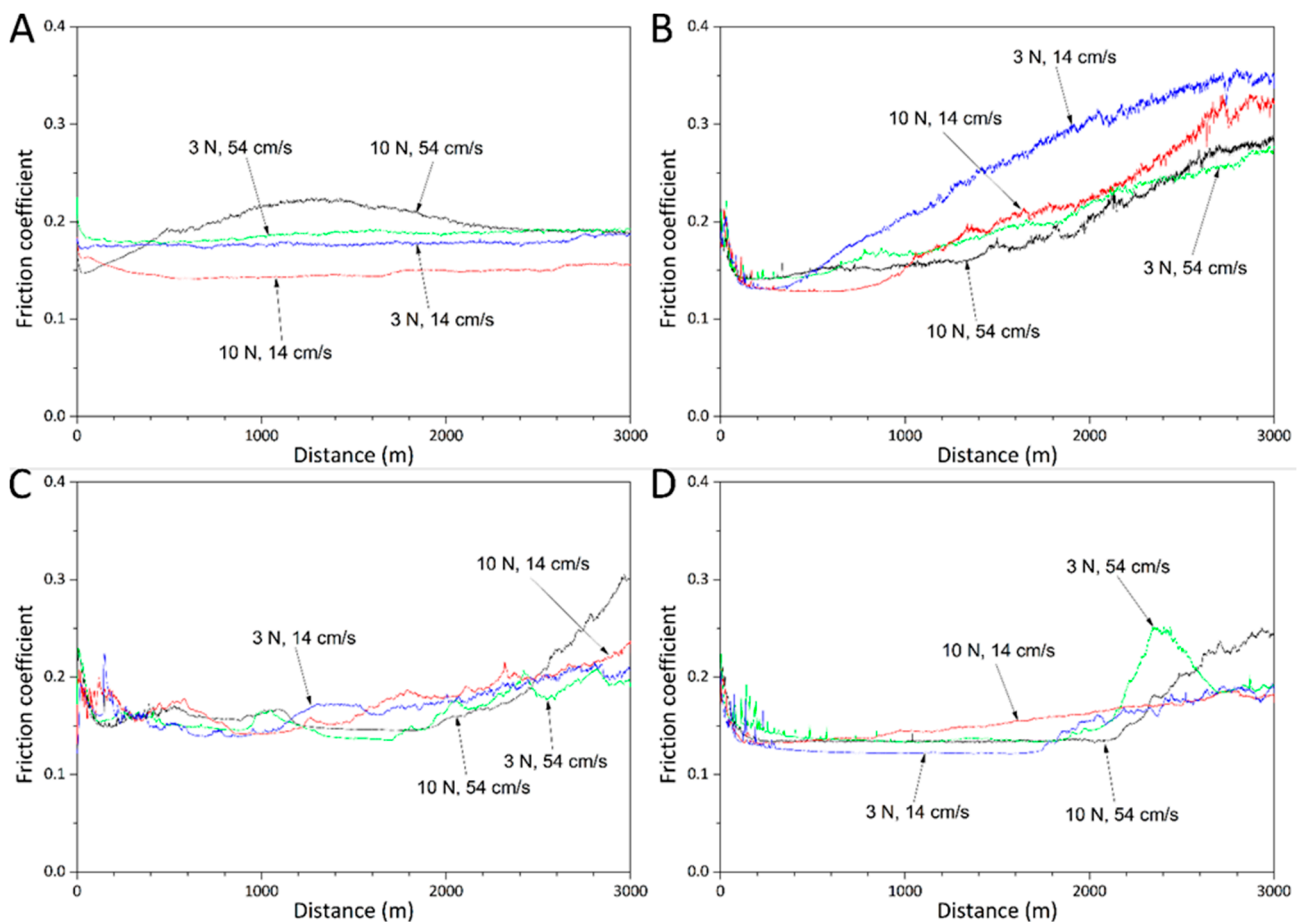 A
0.4
0.3
0.2
0.1
0.0
Friction coefficient
3 N, 54 cm/s
10 N, 54 cm/s
10 N, 14 cm/s
3 N, 14 cm/s
0
1000
2000
3000
Distance (m)
B
0.4
0.3
0.2
0.1
0.0
Friction coefficient
3 N, 14 cm/s
10 N, 14 cm/s
3 N, 54 cm/s
10 N, 54 cm/s
0
1000
2000
3000
Distance (m)
C
0.4
0.3
0.2
0.1
0.0
Friction coefficient
10 N, 14 cm/s
3 N, 14 cm/s
3 N, 54 cm/s
10 N, 54 cm/s
0
1000
2000
3000
Distance (m)
D
0.4
0.3
0.2
0.1
0.0
Friction coefficient
3 N, 54 cm/s
10 N, 14 cm/s
3 N, 14 cm/s
10 N, 54 cm/s
0
1000
2000
3000
Distance (m)